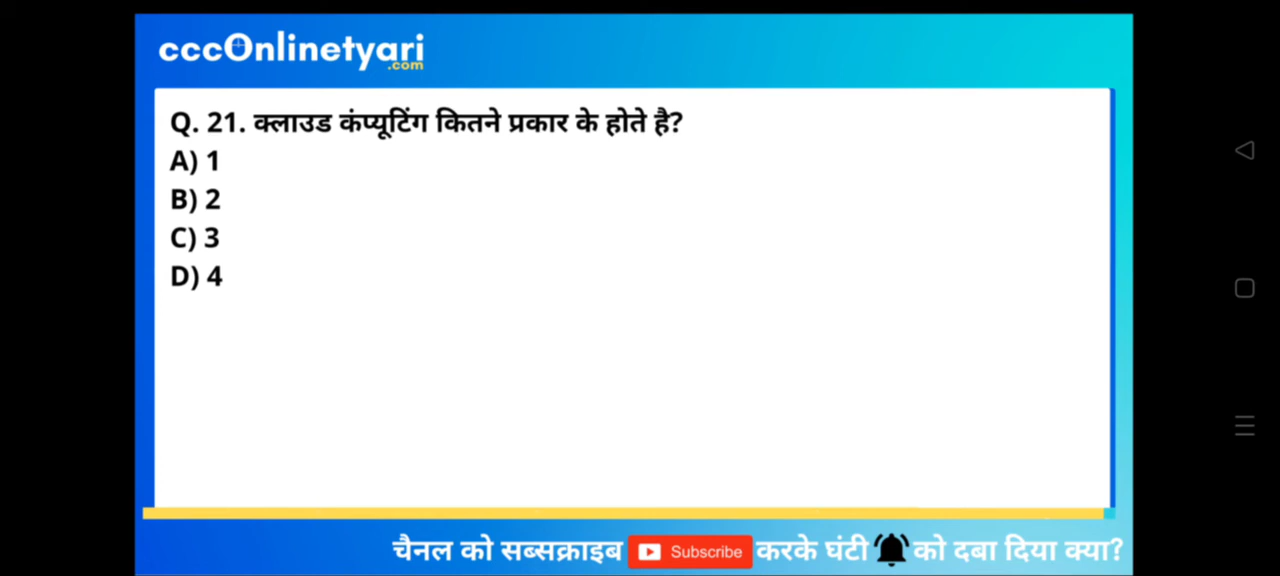 cccOnlinetyari
.com
Q. 21. क्लाउड कंप्यूटिंग कितने प्रकार के होते है?
A) 1
B) 2
C) 3
D) 4
चैनल को सब्सक्राइब Subscribe करके घंटी को दबा दिया क्या?